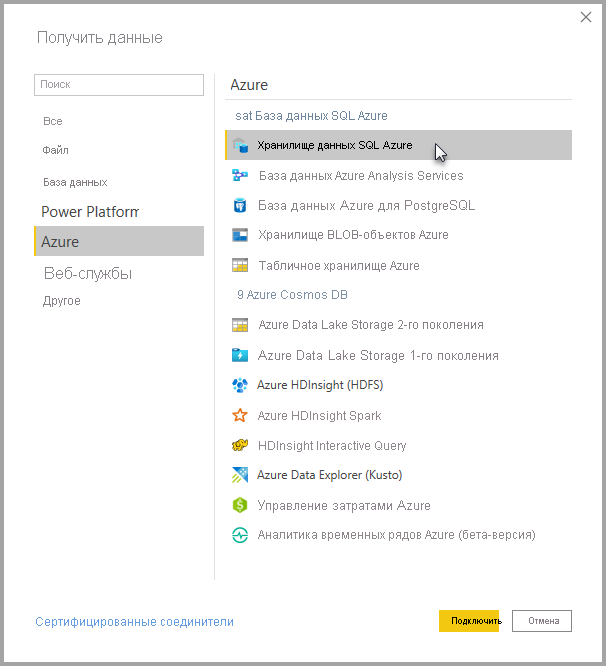 Получить данные
Поиск
Все
Файл
База данных
Power Platform
Azure
Веб-службы
Другое
Azure
sat База данных SQL Azure
Хранилище данных SQL Azure
База данных Azure Analysis Services
База данных Azure для PostgreSQL
Хранилище BLOB-объектов Azure
Табличное хранилище Azure
9 Azure Cosmos DB
Azure Data Lake Storage 2-го поколения
Azure Data Lake Storage 1-го поколения
Azure HDInsight (HDFS)
Azure HDInsight Spark
HDInsight Interactive Query
Azure Data Explorer (Kusto)
Управление затратами Azure
Аналитика временных рядов Azure (бета-версия)
Сертифицированные соединители
Подключить
Отмена